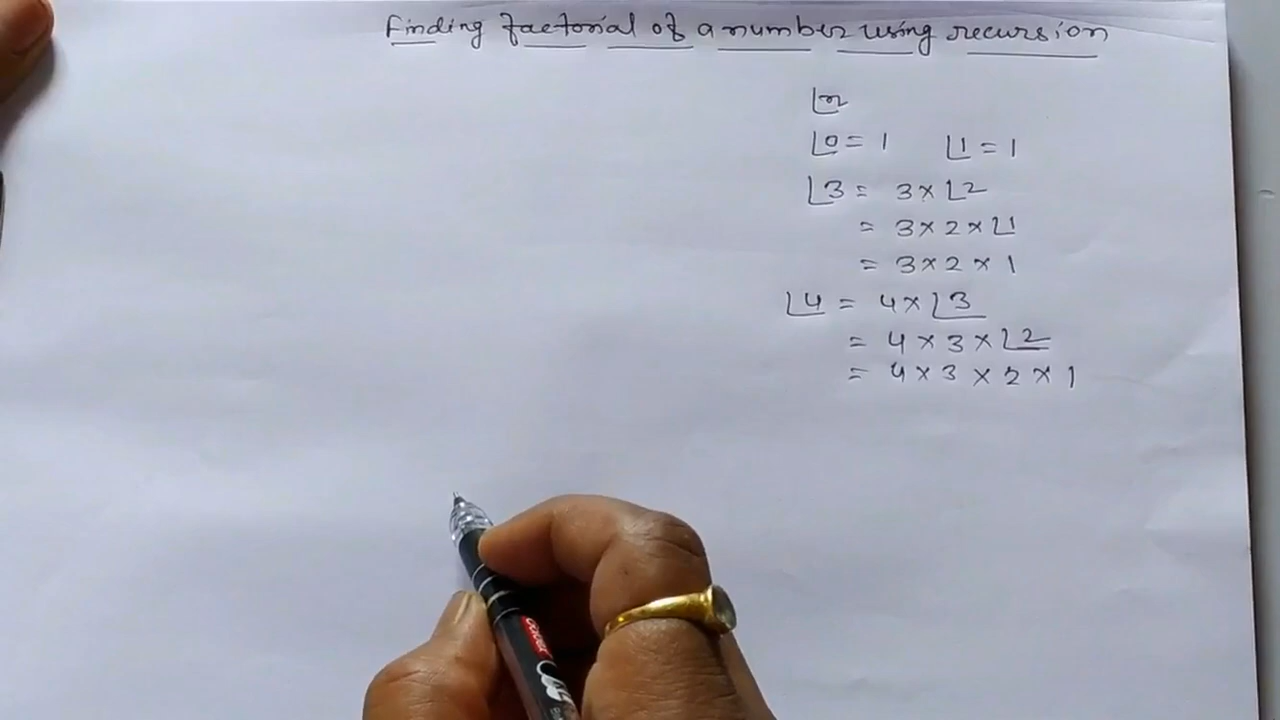 Finding factorial of a number using recursion
∟n
∟0 = 1 ∟1 = 1
∟3 = 3 × ∟2
= 3 × 2 × ∟1
= 3 × 2 × 1
∟4 = 4 × ∟3
= 4 × 3 × ∟2
= 4 × 3 × 2 × 1